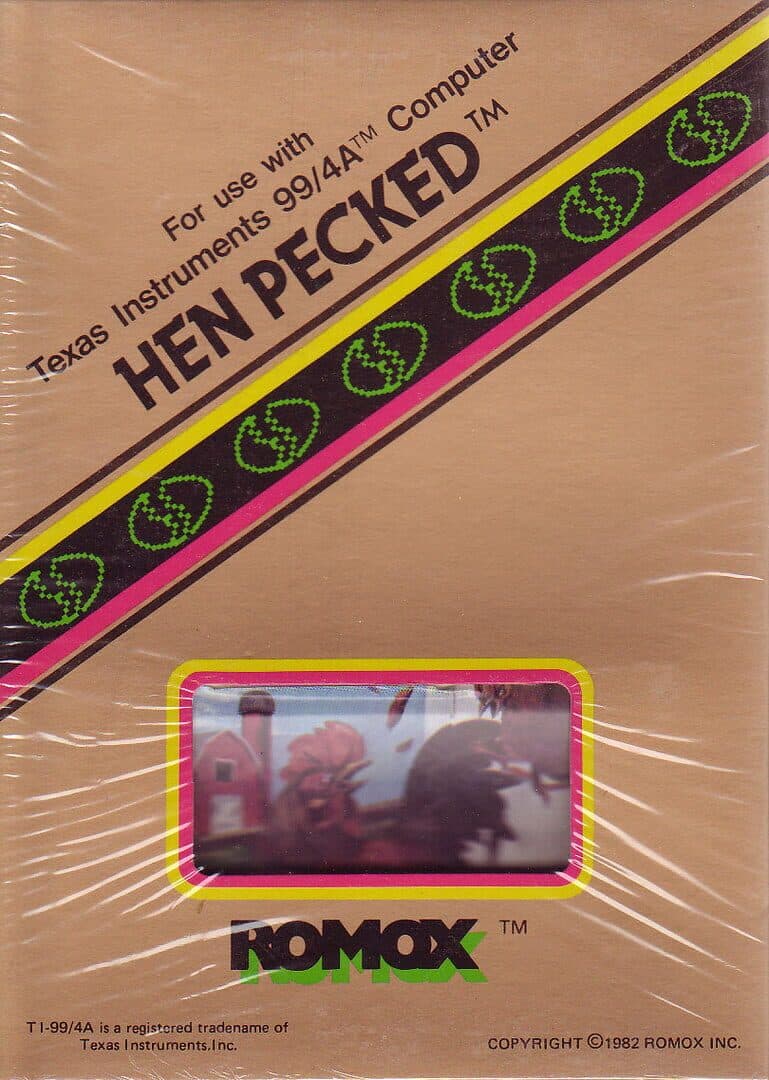 For use with
Texas Instruments 99/4A™ Computer
HEN PECKED™
ROMOX™
TI-99/4A is a registered tradename of
Texas Instruments,Inc.
COPYRIGHT ©1982 ROMOX INC.